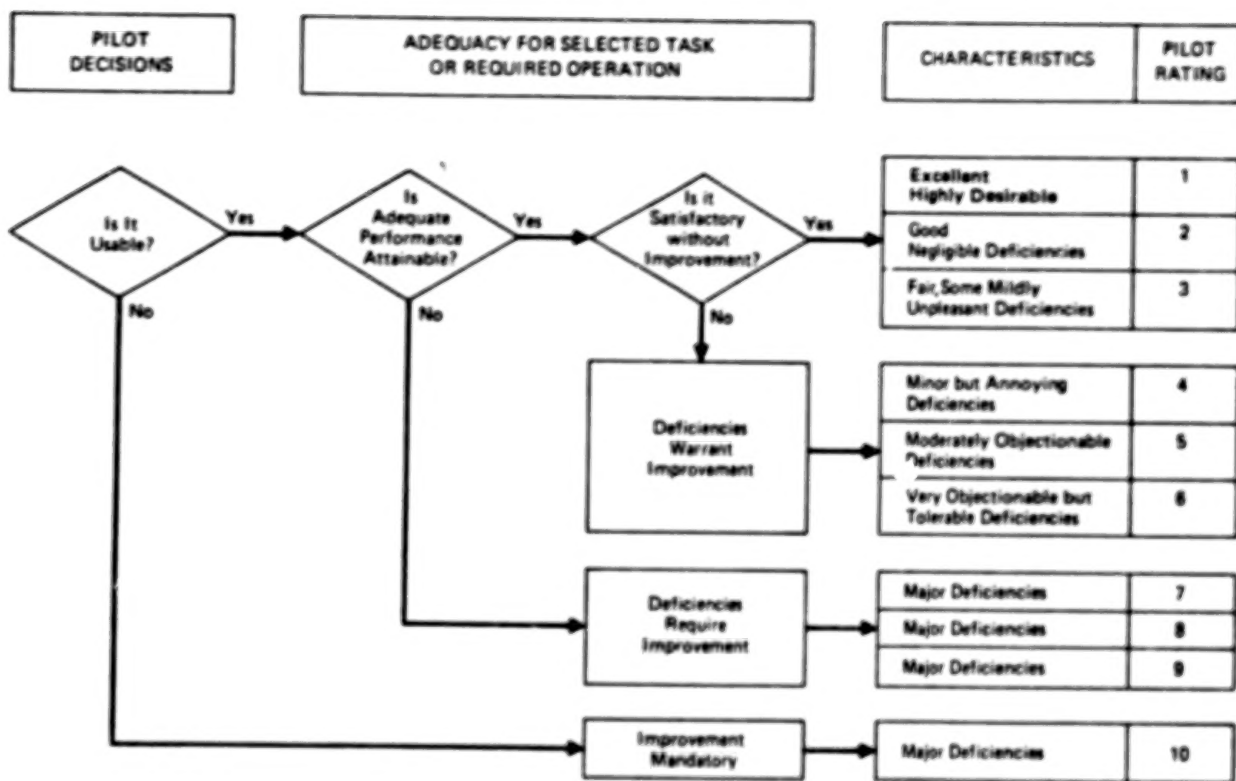 PILOT
DECISIONS
ADEQUACY FOR SELECTED TASK
OR REQUIRED OPERATION
CHARACTERISTICS
PILOT
RATING
Is It
Usable?
Yes
No
Is
Adequate
Performance
Attainable?
Yes
No
Is it
Satisfactory
without
Improvement?
Yes
No
Excellent
Highly Desirable
1
Good
Negligible Deficiencies
2
Fair, Some Mildly
Unpleasant Deficiencies
3
Deficiencies
Warrant
Improvement
Minor but Annoying
Deficiencies
4
Moderately Objectionable
Deficiencies
5
Very Objectionable but
Tolerable Deficiencies
6
Deficiencies
Require
Improvement
Major Deficiencies
7
Major Deficiencies
8
Major Deficiencies
9
Improvement
Mandatory
Major Deficiencies
10